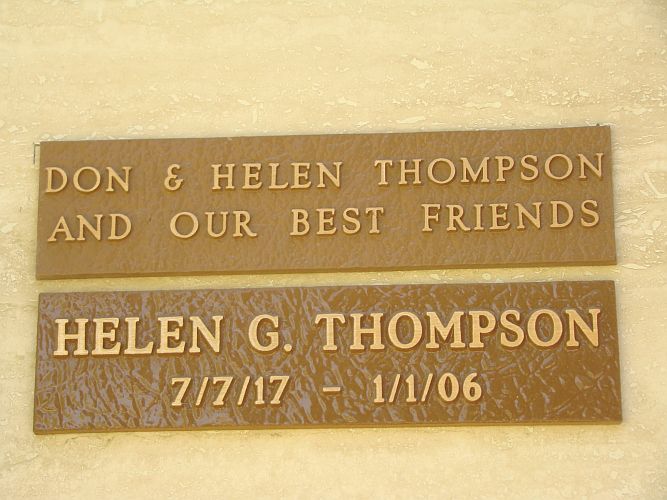 DON & HELEN THOMPSON
AND OUR BEST FRIENDS
HELEN G. THOMPSON
7/7/17 - 1/1/06